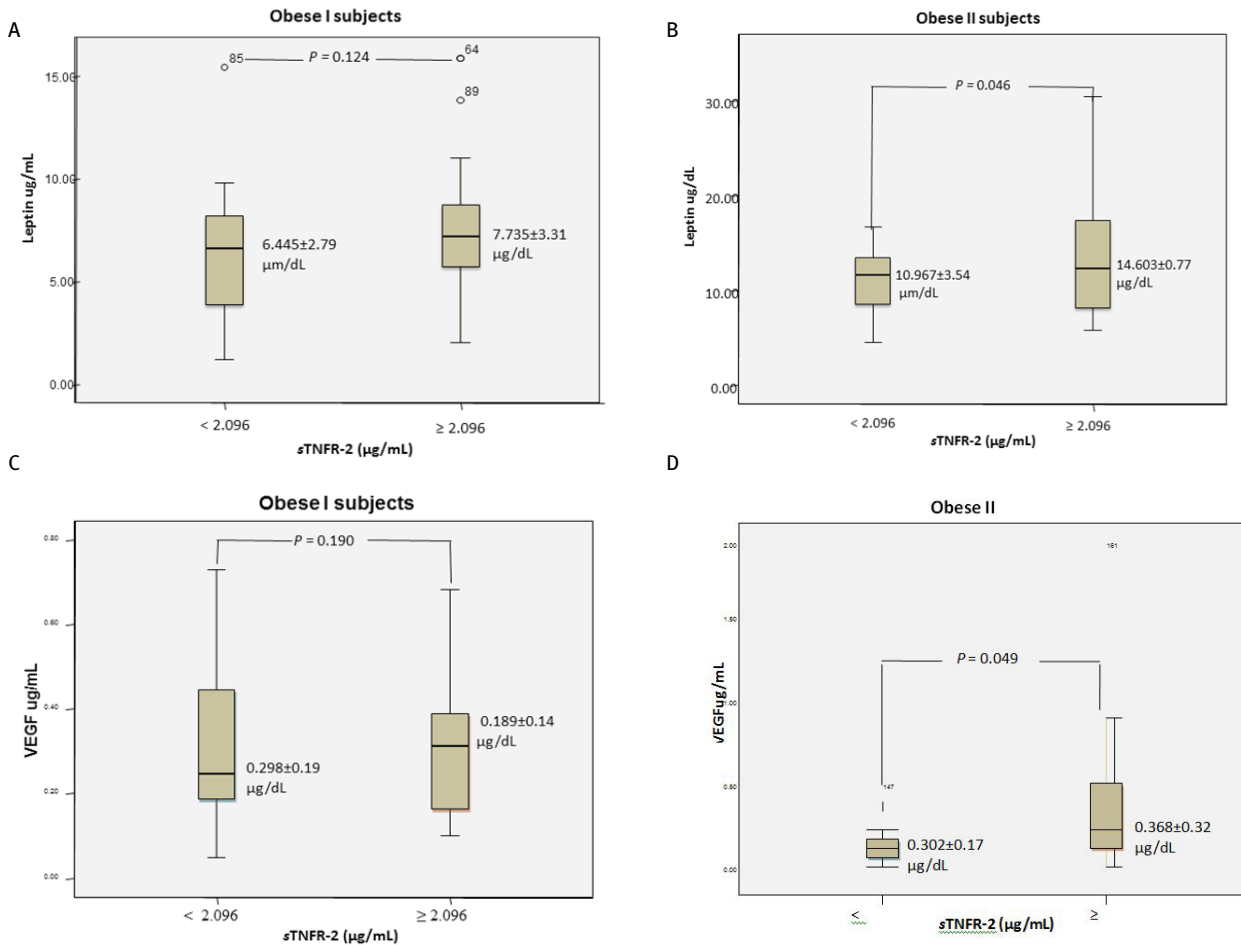 A
Obese I subjects
Leptin ug/mL
15.00
10.00
5.00
0.00
85
P = 0.124
64
89
6.445±2.79
µm/dL
7.735±3.31
µg/dL
< 2.096
≥ 2.096
sTNFR-2 (µg/mL)
B
Obese II subjects
Leptin ug/dL
30.00
20.00
10.00
0.00
P = 0.046
10.967±3.54
µm/dL
14.603±0.77
µg/dL
< 2.096
≥ 2.096
sTNFR-2 (µg/mL)
C
Obese I subjects
VEGF ug/mL
0.80
0.60
0.40
0.20
0.00
P = 0.190
0.298±0.19
µg/dL
0.189±0.14
µg/dL
< 2.096
≥ 2.096
sTNFR-2 (µg/mL)
D
Obese II
VEGFug/mL
2.00
1.50
1.00
0.50
0.00
161
P = 0.049
147
0.302±0.17
µg/dL
0.368±0.32
µg/dL
<
≥
sTNFR-2 (µg/mL)